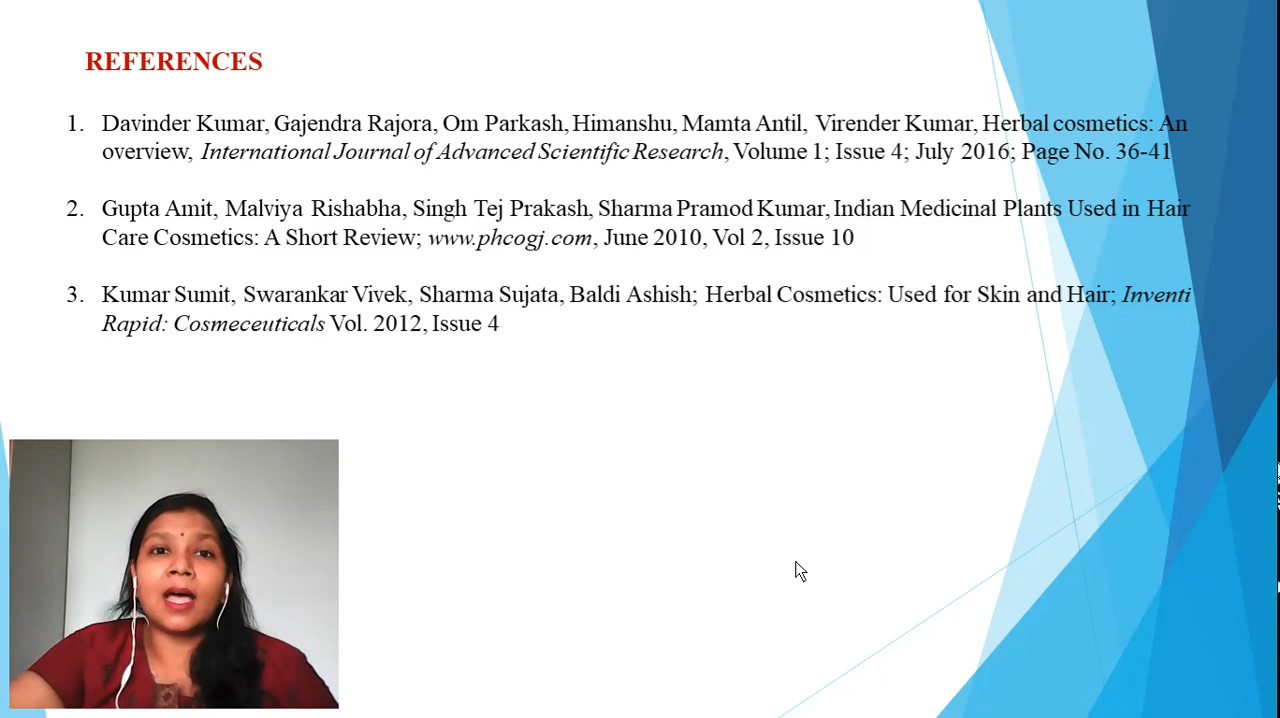 REFERENCES
1. Davinder Kumar, Gajendra Rajora, Om Parkash, Himanshu, Mamta Antil, Virender Kumar, Herbal cosmetics: An
overview, International Journal of Advanced Scientific Research, Volume 1; Issue 4; July 2016; Page No. 36-41
2. Gupta Amit, Malviya Rishabha, Singh Tej Prakash, Sharma Pramod Kumar, Indian Medicinal Plants Used in Hair
Care Cosmetics: A Short Review; www.phcogj.com, June 2010, Vol 2, Issue 10
3. Kumar Sumit, Swarankar Vivek, Sharma Sujata, Baldi Ashish; Herbal Cosmetics: Used for Skin and Hair; Inventi
Rapid: Cosmeceuticals Vol. 2012, Issue 4